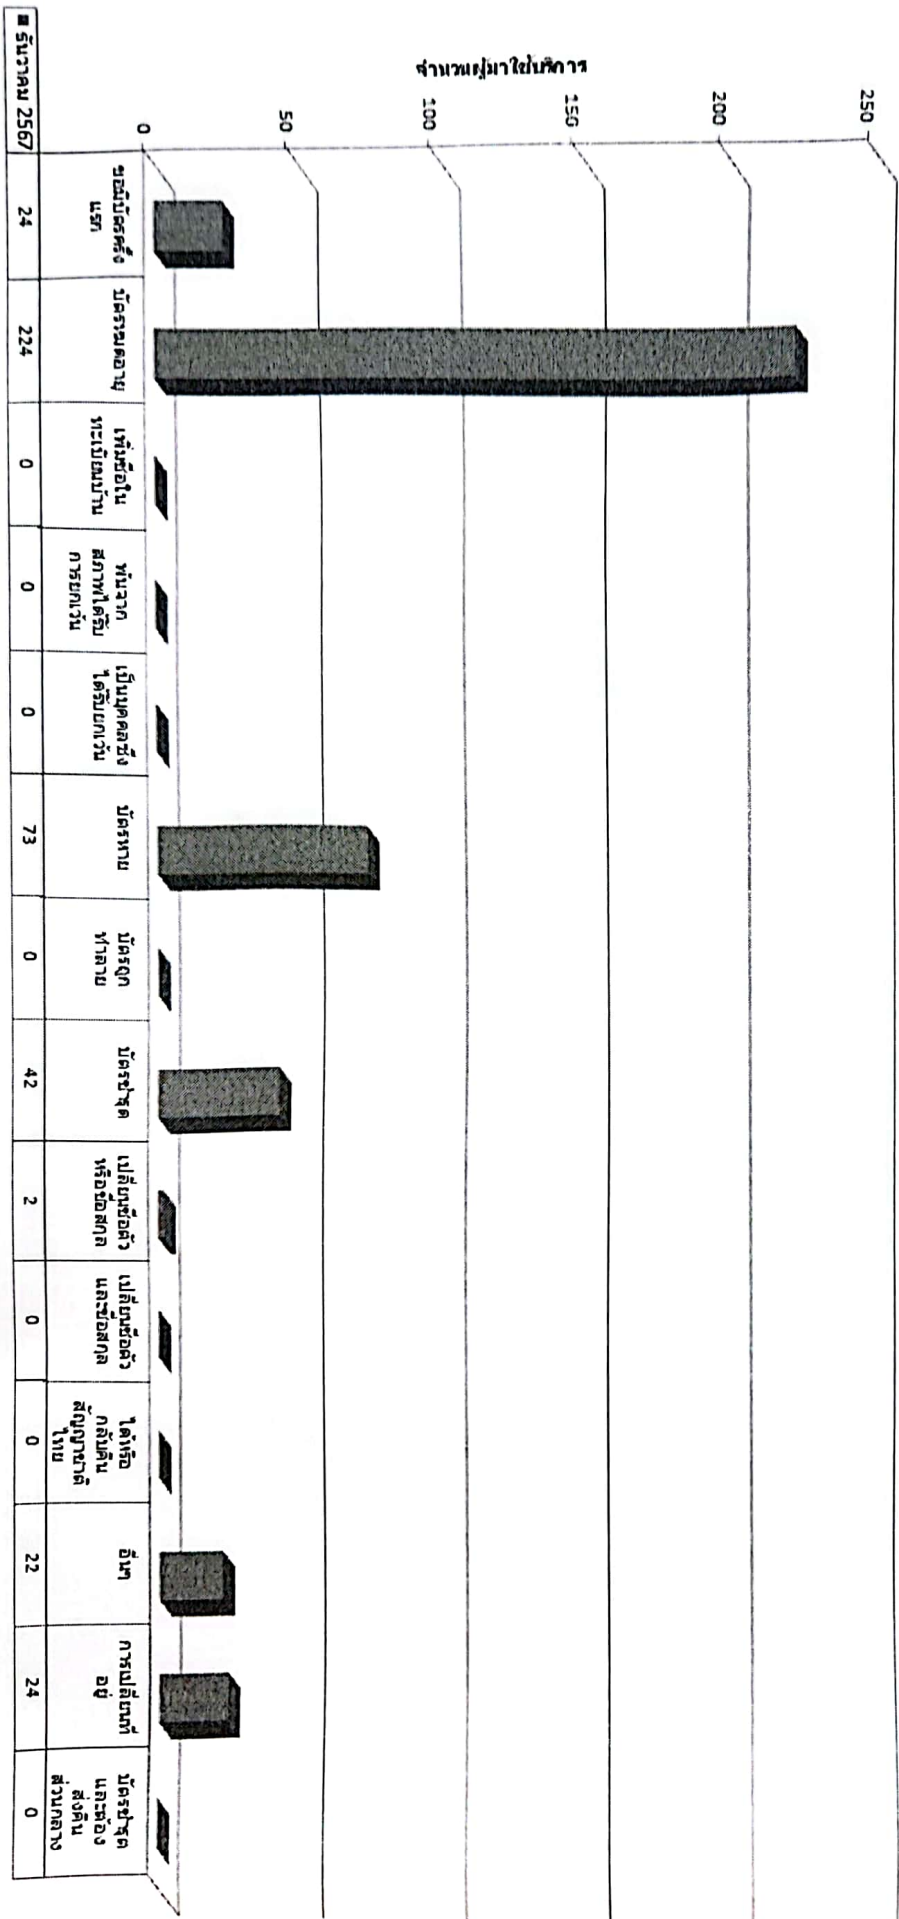 จำนวนผู้มาใช้บริการ
250
200
150
100
50
0
ขอมีบัตรครั้ง
แรก
บัตรหมดอายุ
เพิ่มชื่อใน
ทะเบียนบ้าน
พ้นจาก
สภาพได้รับ
การยกเว้น
เป็นบุคคลซึ่ง
ได้รับยกเว้น
บัตรหาย
บัตรถูก
ทำลาย
บัตรชำรุด
เปลี่ยนชื่อตัว
หรือชื่อสกุล
เปลี่ยนชื่อตัว
และชื่อสกุล
ได้หรือ
กลับคืน
สัญญาชาติ
ไทย
อื่นๆ
การเปลี่ยนที่
อยู่
บัตรชำรุด
และต้อง
ส่งคืน
ส่วนกลาง
ธันวาคม 2567 24 224 0 0 0 73 0 42 2 0 0 22 24 0